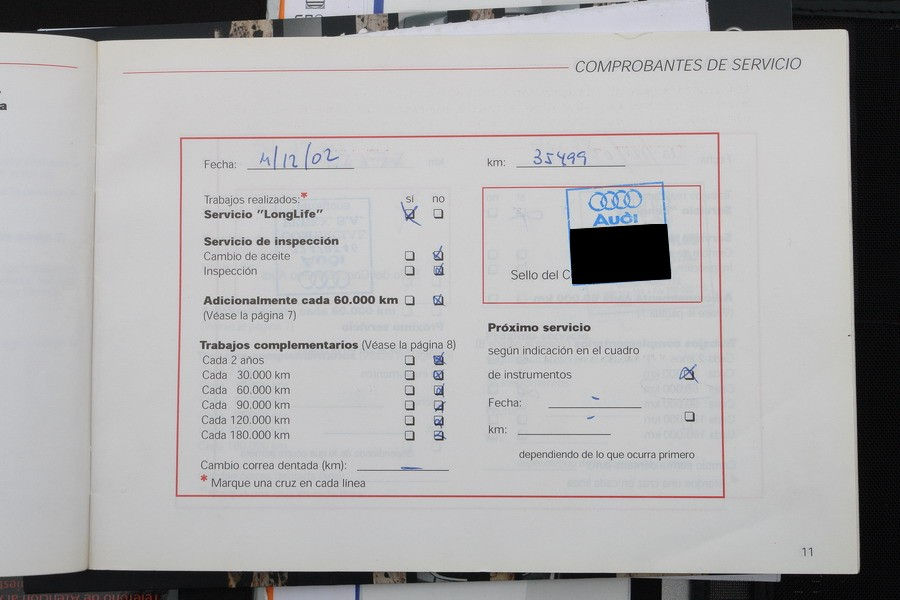 COMPROBANTES DE SERVICIO
Fecha: 4/12/02 km: 35499
Trabajos realizados:* sí no
Servicio "LongLife"
Servicio de inspección
Cambio de aceite
Inspección
Adicionalmente cada 60.000 km
(Véase la página 7)
Trabajos complementarios (Véase la página 8)
Cada 2 años
Cada 30.000 km
Cada 60.000 km
Cada 90.000 km
Cada 120.000 km
Cada 180.000 km
Cambio correa dentada (km): –
* Marque una cruz en cada línea
Audi
Sello del
Próximo servicio
según indicación en el cuadro
de instrumentos
Fecha: -
km: -
dependiendo de lo que ocurra primero
11